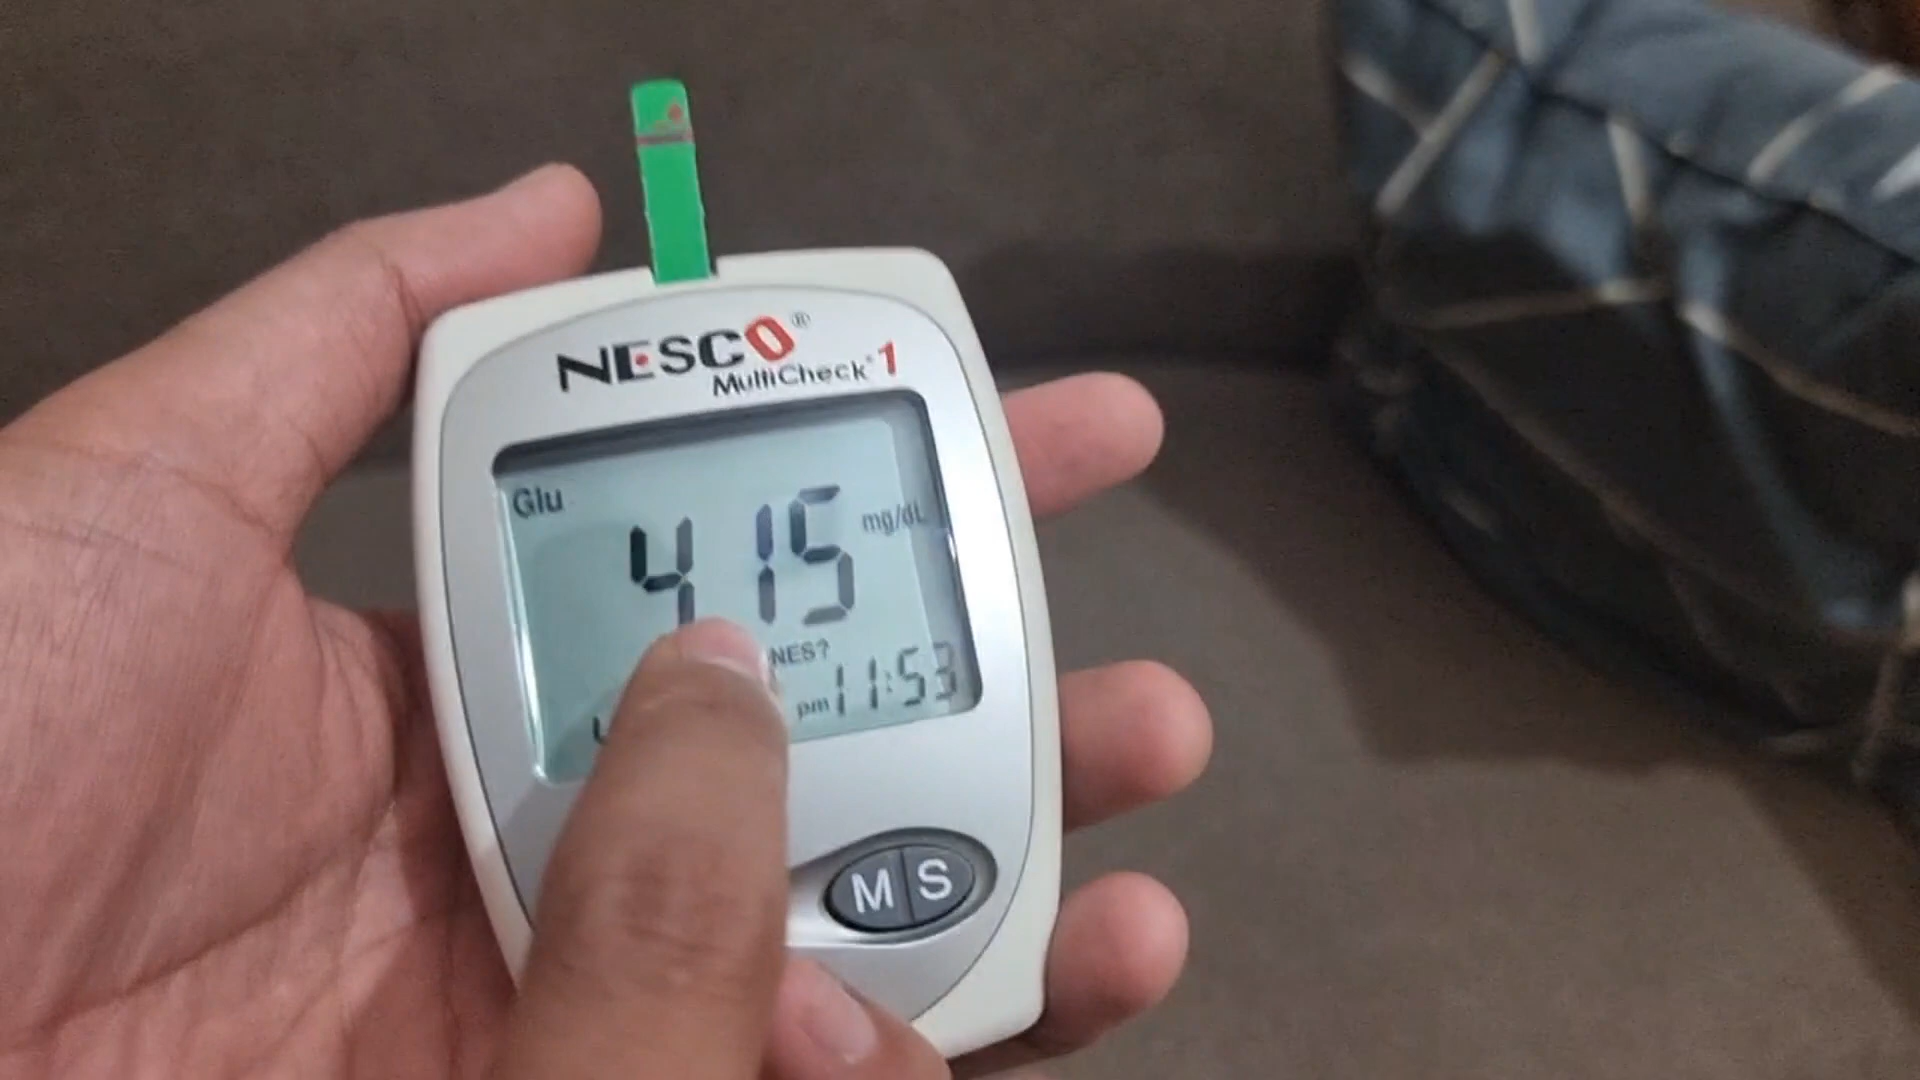 NESCO®
MultiCheck® 1
Glu
415 mg/dL
NES?
pm 11:53
M S